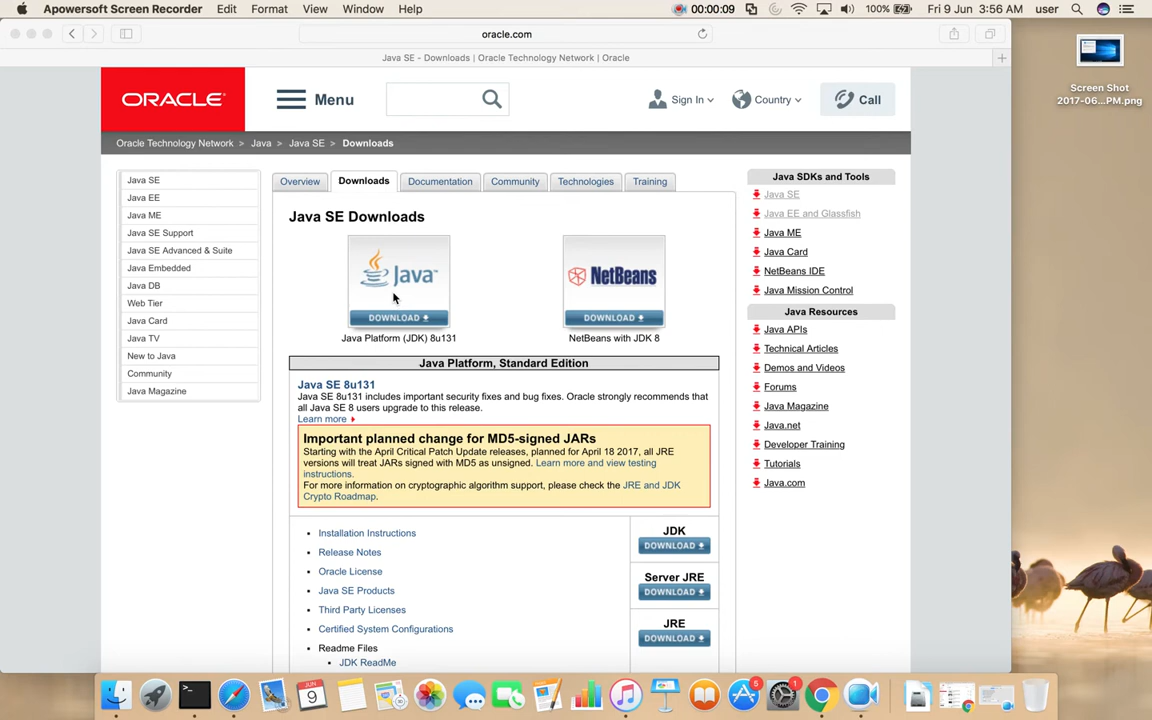 Apowersoft Screen Recorder Edit Format View Window Help 00:00:09 100% Fri 9 Jun 3:56 AM user
oracle.com
Java SE - Downloads | Oracle Technology Network | Oracle
Screen Shot
2017-06...PM.png
ORACLE
Menu
Sign In
Country
Call
Oracle Technology Network > Java > Java SE > Downloads
Java SE
Java EE
Java ME
Java SE Support
Java SE Advanced & Suite
Java Embedded
Java DB
Web Tier
Java Card
Java TV
New to Java
Community
Java Magazine
Overview Downloads Documentation Community Technologies Training
Java SE Downloads
Java
DOWNLOAD
Java Platform (JDK) 8u131
NetBeans
DOWNLOAD
NetBeans with JDK 8
Java Platform, Standard Edition
Java SE 8u131
Java SE 8u131 includes important security fixes and bug fixes. Oracle strongly recommends that
all Java SE 8 users upgrade to this release.
Learn more
Important planned change for MD5-signed JARs
Starting with the April Critical Patch Update releases, planned for April 18 2017, all JRE
versions will treat JARs signed with MD5 as unsigned. Learn more and view testing
instructions.
For more information on cryptographic algorithm support, please check the JRE and JDK
Crypto Roadmap.
Installation Instructions
Release Notes
Oracle License
Java SE Products
Third Party Licenses
Certified System Configurations
Readme Files
JDK ReadMe
JDK
DOWNLOAD
Server JRE
DOWNLOAD
JRE
DOWNLOAD
Java SDKs and Tools
Java SE
Java EE and Glassfish
Java ME
Java Card
NetBeans IDE
Java Mission Control
Java Resources
Java APIs
Technical Articles
Demos and Videos
Forums
Java Magazine
Java.net
Developer Training
Tutorials
Java.com
JUN
9
5
1